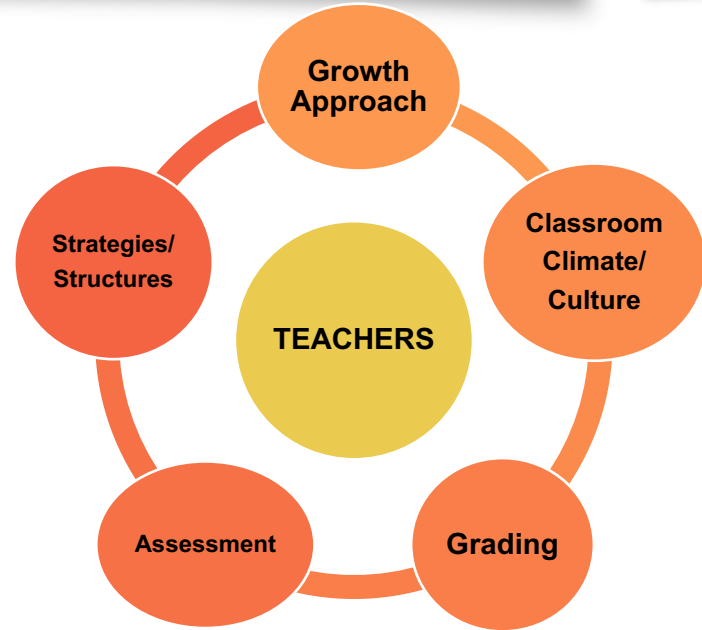 Growth
Approach
Classroom
Climate/
Culture
Strategies/
Structures
TEACHERS
Assessment
Grading